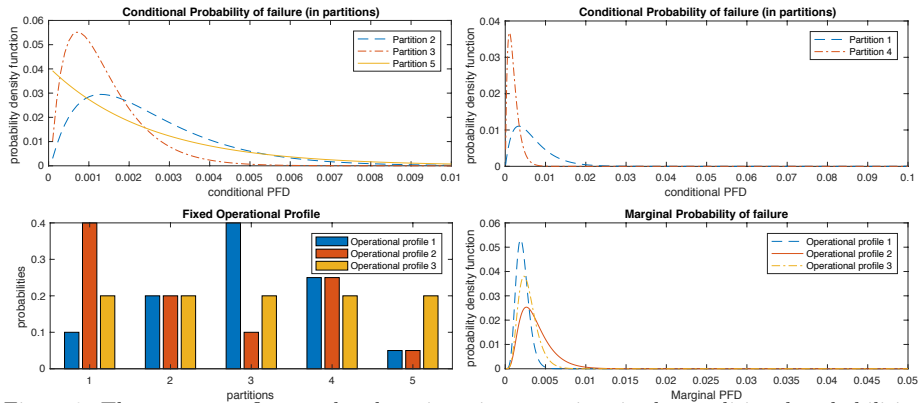 Conditional Probability of failure (in partitions)
probability density function
0.06
0.05
0.04
0.03
0.02
0.01
0
Partition 2
Partition 3
Partition 5
0 0.001 0.002 0.003 0.004 0.005 0.006 0.007 0.008 0.009 0.01
conditional PFD
Conditional Probability of failure (in partitions)
probability density function
0.04
0.03
0.02
0.01
0
Partition 1
Partition 4
0 0.01 0.02 0.03 0.04 0.05 0.06 0.07 0.08 0.09 0.1
conditional PFD
Fixed Operational Profile
probabilities
0.4
0.3
0.2
0.1
0
Operational profile 1
Operational profile 2
Operational profile 3
1 2 3 4 5
partitions
Marginal Probability of failure
probability density function
0.06
0.05
0.04
0.03
0.02
0.01
0
Operational profile 1
Operational profile 2
Operational profile 3
0 0.005 0.01 0.015 0.02 0.025 0.03 0.035 0.04 0.045 0.05
Marginal PFD